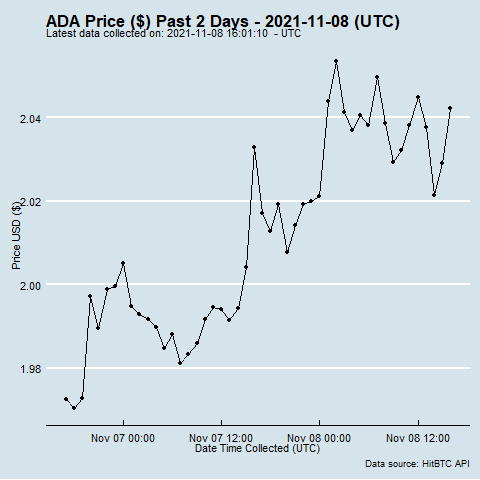 ADA Price ($) Past 2 Days - 2021-11-08 (UTC)
Latest data collected on: 2021-11-08 16:01:10 - UTC
Price USD ($)
2.04
2.02
2.00
1.98
Nov 07 00:00 Nov 07 12:00 Nov 08 00:00 Nov 08 12:00
Date Time Collected (UTC)
Data source: HitBTC API